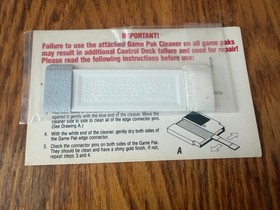 IMPORTANT!
Failure to use the attached Game Pak Cleaner on all game paks
may result in additional Control Deck failure and need for repair!
Please read the following instructions before use:
against it gently with the blue end of the cleaner. Move the
cleaner side to side to clean all of the edge connector pins.
(See Drawing A.)
4. With the white end of the cleaner, gently dry both sides of
the Game Pak edge connector.
5. Check the connector pins on both sides of the Game Pak.
They should be clean and have a shiny gold finish. If not,
repeat steps 3 and 4.
A